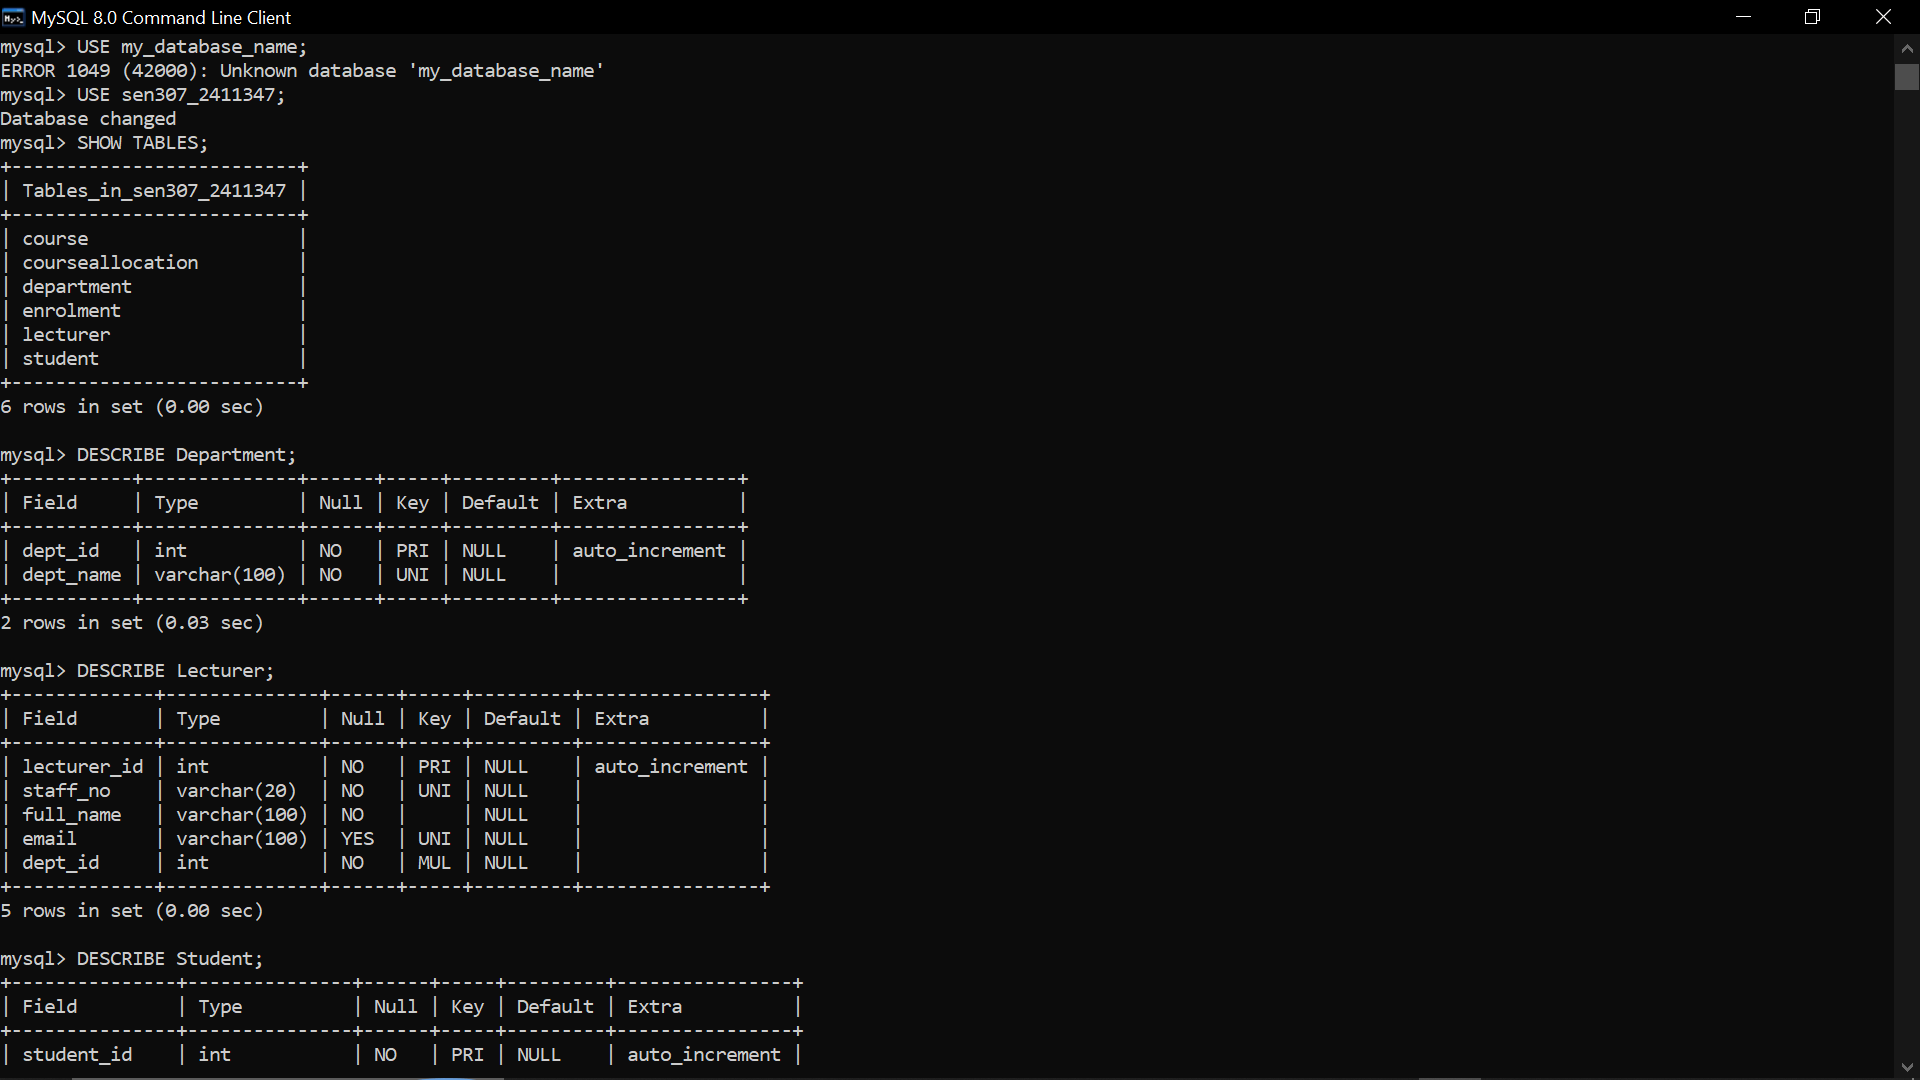 MySQL 8.0 Command Line Client
mysql> USE my_database_name;
ERROR 1049 (42000): Unknown database 'my_database_name'
mysql> USE sen307_2411347;
Database changed
mysql> SHOW TABLES;
+--------------------------+
| Tables_in_sen307_2411347 |
+--------------------------+
| course                   |
| courseallocation         |
| department               |
| enrolment                |
| lecturer                 |
| student                  |
+--------------------------+
6 rows in set (0.00 sec)

mysql> DESCRIBE Department;
+-----------+--------------+------+-----+---------+----------------+
| Field     | Type         | Null | Key | Default | Extra          |
+-----------+--------------+------+-----+---------+----------------+
| dept_id   | int          | NO   | PRI | NULL    | auto_increment |
| dept_name | varchar(100) | NO   | UNI | NULL    |                |
+-----------+--------------+------+-----+---------+----------------+
2 rows in set (0.03 sec)

mysql> DESCRIBE Lecturer;
+-------------+--------------+------+-----+---------+----------------+
| Field       | Type         | Null | Key | Default | Extra          |
+-------------+--------------+------+-----+---------+----------------+
| lecturer_id | int          | NO   | PRI | NULL    | auto_increment |
| staff_no    | varchar(20)  | NO   | UNI | NULL    |                |
| full_name   | varchar(100) | NO   |     | NULL    |                |
| email       | varchar(100) | YES  | UNI | NULL    |                |
| dept_id     | int          | NO   | MUL | NULL    |                |
+-------------+--------------+------+-----+---------+----------------+
5 rows in set (0.00 sec)

mysql> DESCRIBE Student;
+---------------+---------------+------+-----+---------+----------------+
| Field         | Type          | Null | Key | Default | Extra          |
+---------------+---------------+------+-----+---------+----------------+
| student_id    | int           | NO   | PRI | NULL    | auto_increment |